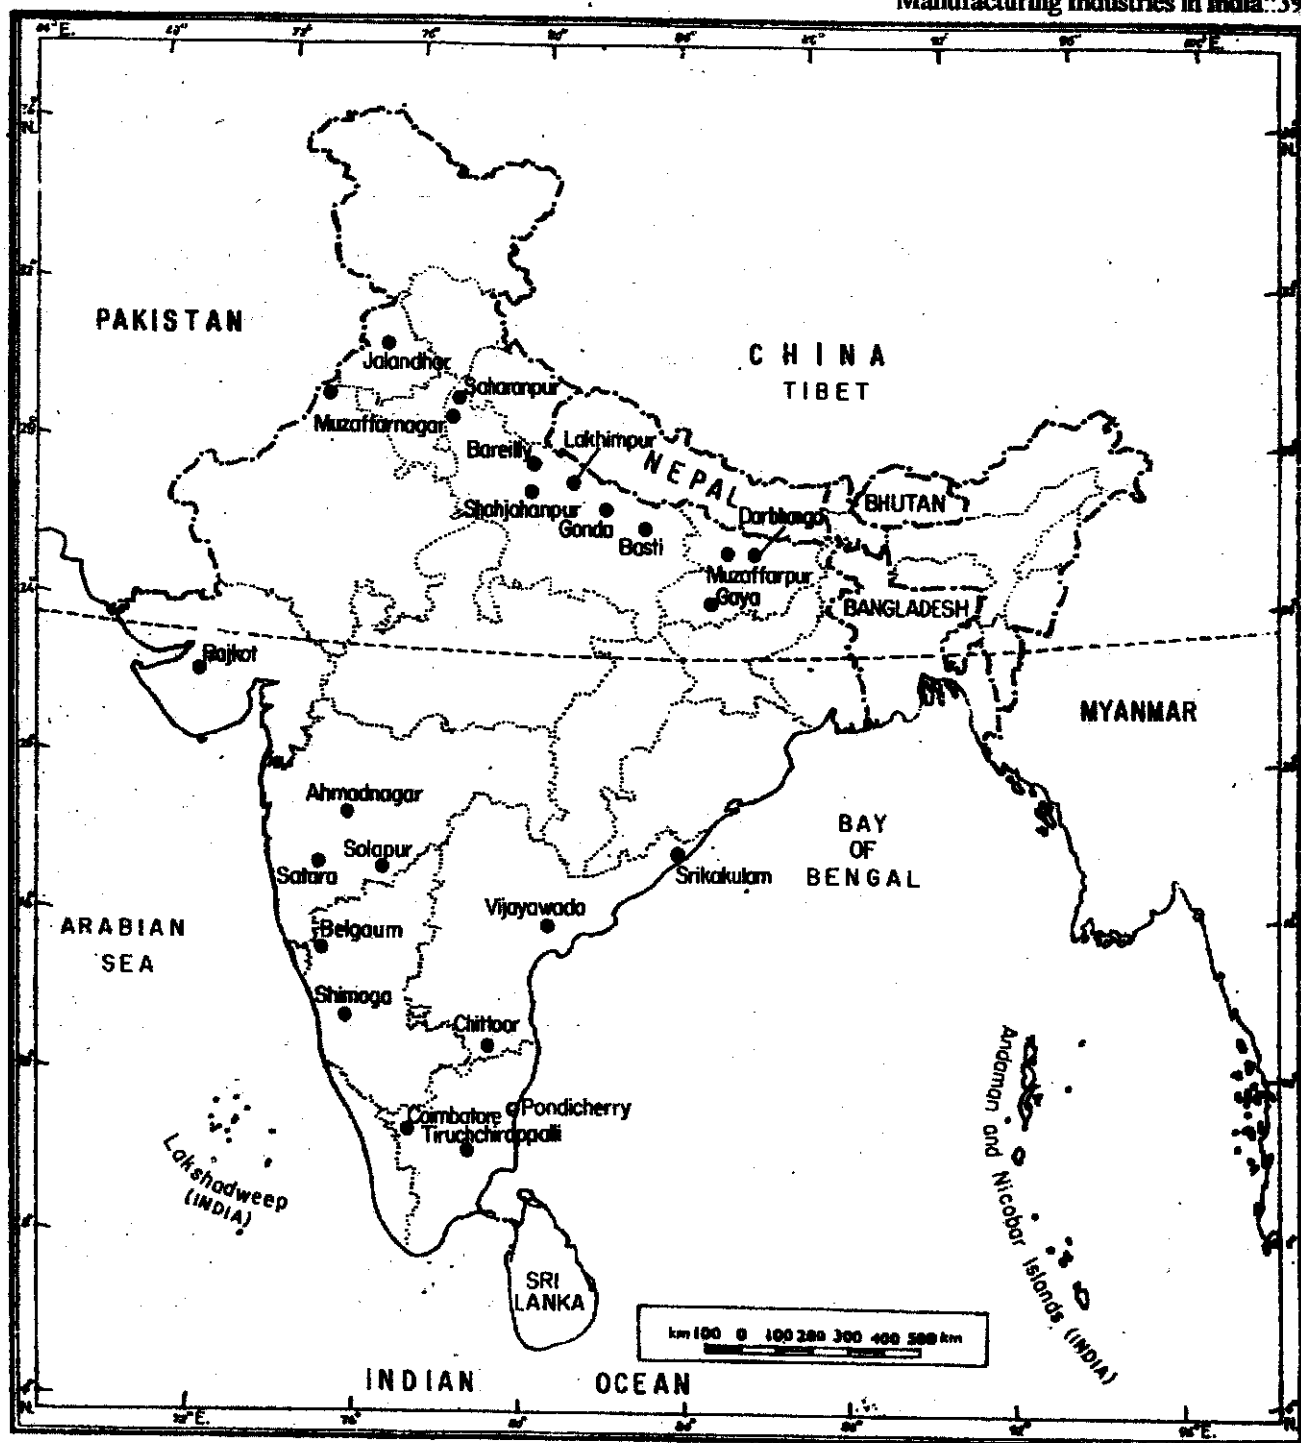 Manufacturing Industries in India::39
PAKISTAN
CHINA
TIBET
Jalandhar
Saharanpur
Muzaffarnagar
Lakhimpur
Bareilly
NEPAL
Shahjahanpur
Gonda
Basti
Darbhanga
BHUTAN
Muzaffarpur
Gaya
BANGLADESH
Rajkot
MYANMAR
Ahmadnagar
Solapur
Satara
BAY
OF
BENGAL
Srikakulam
Vijayawada
ARABIAN
SEA
Belgaum
Shimoga
Chittoor
Pondicherry
Coimbatore
Tiruchchirappalli
Lakshadweep
(INDIA)
Andaman and Nicobar Islands (INDIA)
SRI
LANKA
km 100 0 100 200 300 400 500 km
INDIAN OCEAN